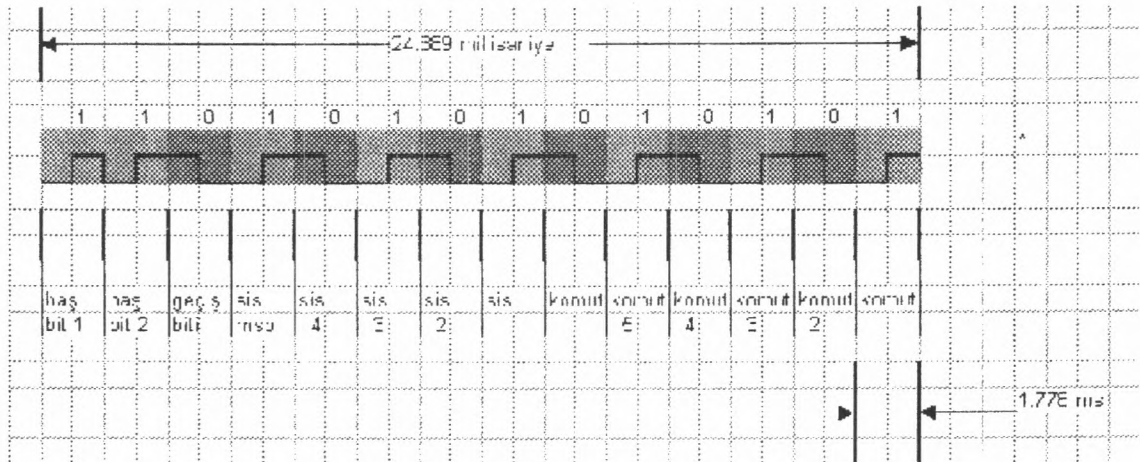 24.889 milisaniye
1 1 0 1 0 1 0 1 0 1 0 1 0 1
baş baş geçiş sis sis sis sis sis komut komut komut komut komut komut
bit 1 bit 2 biti msb 4 3 2 5 4 3 2
1.778 ms